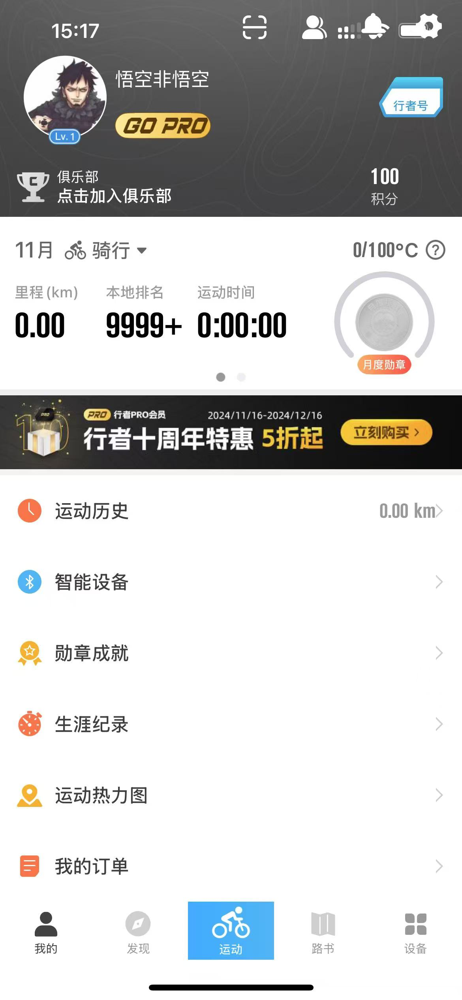 15:17
悟空非悟空
行者号
GO PRO
Lv.1
俱乐部
点击加入俱乐部
100
积分
11月 骑行
0/100°C ?
里程(km) 本地排名 运动时间
0.00 9999+ 0:00:00
月度勋章
PRO 行者PRO会员 2024/11/16-2024/12/16
行者十周年特惠 5折起
立刻购买 >
运动历史 0.00 km
智能设备
勋章成就
生涯纪录
运动热力图
我的订单
我的 发现 运动 路书 设备